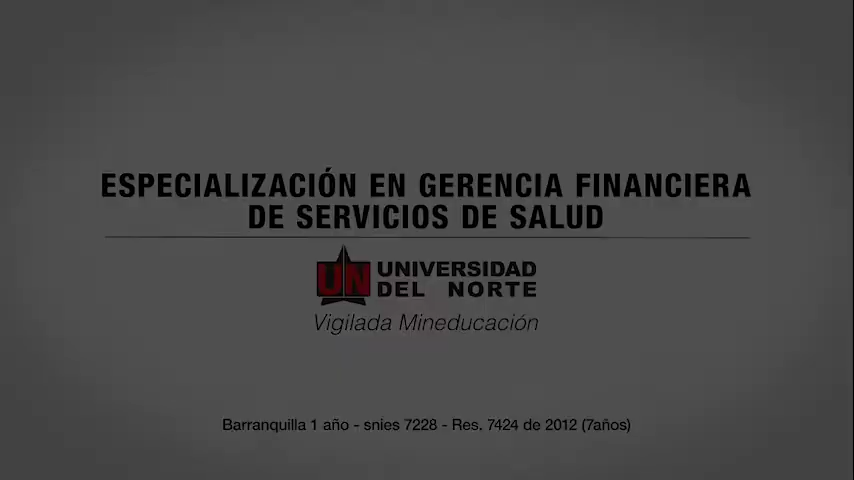 ESPECIALIZACIÓN EN GERENCIA FINANCIERA
DE SERVICIOS DE SALUD
UN UNIVERSIDAD
DEL NORTE
Vigilada Mineducación
Barranquilla 1 año - snies 7228 - Res. 7424 de 2012 (7años)